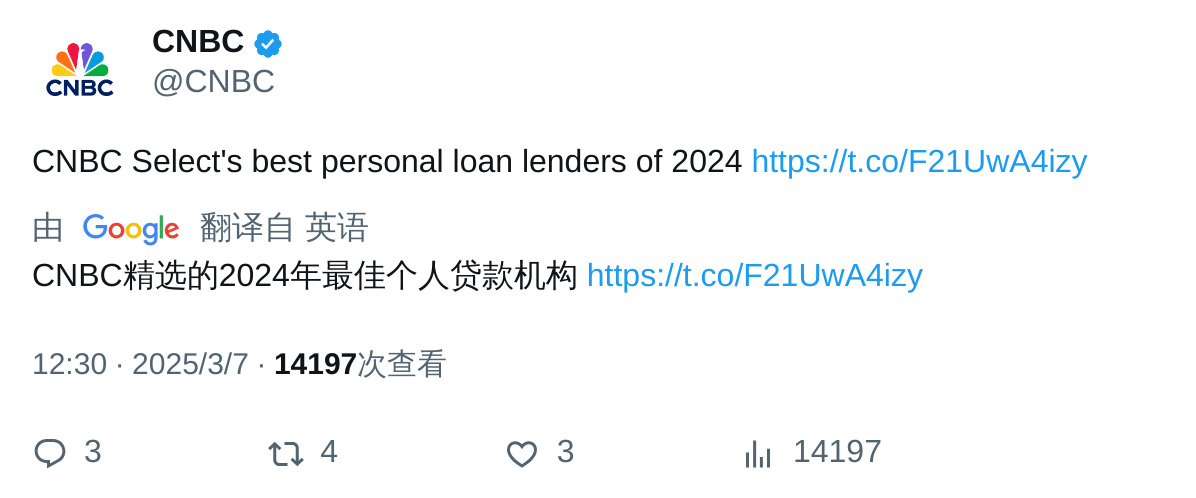 CNBC
@CNBC
CNBC
CNBC Select's best personal loan lenders of 2024 https://t.co/F21UwA4izy
由 Google 翻译自 英语
CNBC精选的2024年最佳个人贷款机构 https://t.co/F21UwA4izy
12:30 · 2025/3/7 · 14197次查看
3 4 3 14197